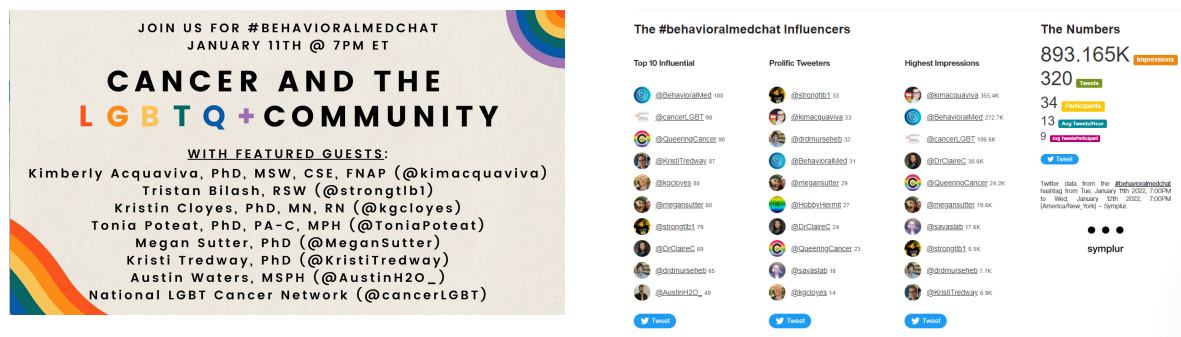 JOIN US FOR #BEHAVIORALMEDCHAT
JANUARY 11TH @ 7PM ET
CANCER AND THE
LGBTQ+COMMUNITY
WITH FEATURED GUESTS:
Kimberly Acquaviva, PhD, MSW, CSE, FNAP (@kimacquaviva)
Tristan Bilash, RSW (@strongtlb1)
Kristin Cloyes, PhD, MN, RN (@kgcloyes)
Tonia Poteat, PhD, PA-C, MPH (@ToniaPoteat)
Megan Sutter, PhD (@MeganSutter)
Kristi Tredway, PhD (@KristiTredway)
Austin Waters, MSPH (@AustinH2O_)
National LGBT Cancer Network (@cancerLGBT)
The #behavioralmedchat Influencers
Top 10 Influential
@BehavioralMed 100
@cancerLGBT 90
@QueeringCancer 90
@KristiTredway 87
@kgcloyes 80
@megansutter 80
@strongtlb1 79
@DrClaireC 69
@drdmurseheb 65
@AustinH2O_ 49
Tweet
Prolific Tweeters
@strongtlb1 33
@kimacquaviva 33
@drdmurseheb 32
@BehavioralMed 31
@megansutter 29
@HobbyHermit 27
@DrClaireC 24
@QueeringCancer 23
@savaslab 16
@kgcloyes 14
Tweet
Highest Impressions
@kimacquaviva 355.4K
@BehavioralMed 272.7K
@cancerLGBT 106.6K
@DrClaireC 30.6K
@QueeringCancer 24.2K
@megansutter 19.6K
@savaslab 17.6K
@strongtlb1 8.5K
@drdmurseheb 7.7K
@KristiTredway 6.9K
Tweet
The Numbers
893.165K Impressions
320 Tweets
34 Participants
13 Avg Tweets/Hour
9 Avg Tweets/Participant
Tweet
Twitter data from the #behavioralmedchat
hashtag from Tue, January 11th 2022, 7:00PM
to Wed, January 12th 2022, 7:00PM
(America/New_York) – Symplur.
symplur